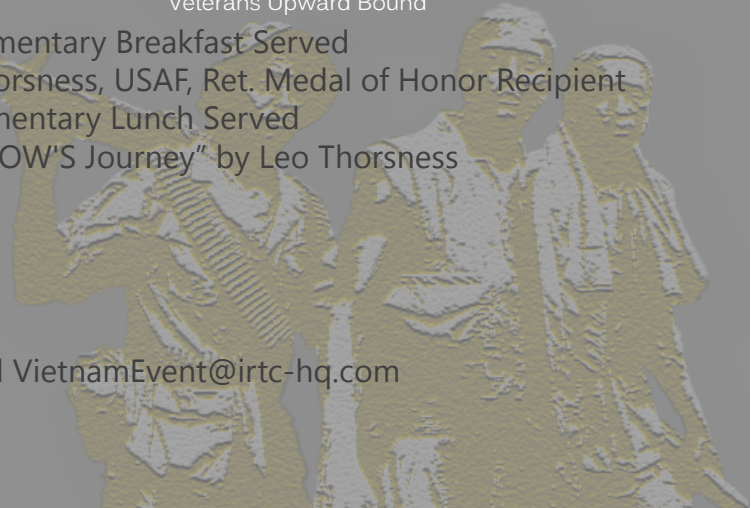 Veterans Upward Bound
mentary Breakfast Served
orsness, USAF, Ret. Medal of Honor Recipient
mentary Lunch Served
OW'S Journey” by Leo Thorsness
l VietnamEvent@irtc-hq.com